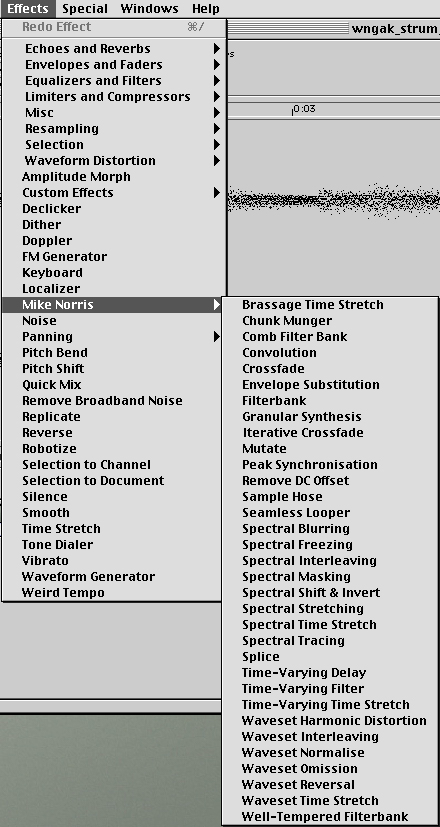 Effects Special Windows Help
Redo Effect ⌘/
wngak_strum
Echoes and Reverbs
Envelopes and Faders
Equalizers and Filters
Limiters and Compressors
Misc
0:03
Resampling
Selection
Waveform Distortion
Amplitude Morph
Custom Effects
Declicker
Dither
Doppler
FM Generator
Keyboard
Localizer
Mike Norris
Noise
Panning
Pitch Bend
Pitch Shift
Quick Mix
Remove Broadband Noise
Replicate
Reverse
Robotize
Selection to Channel
Selection to Document
Silence
Smooth
Time Stretch
Tone Dialer
Vibrato
Waveform Generator
Weird Tempo
Brassage Time Stretch
Chunk Munger
Comb Filter Bank
Convolution
Crossfade
Envelope Substitution
Filterbank
Granular Synthesis
Iterative Crossfade
Mutate
Peak Synchronisation
Remove DC Offset
Sample Hose
Seamless Looper
Spectral Blurring
Spectral Freezing
Spectral Interleaving
Spectral Masking
Spectral Shift & Invert
Spectral Stretching
Spectral Time Stretch
Spectral Tracing
Splice
Time-Varying Delay
Time-Varying Filter
Time-Varying Time Stretch
Waveset Harmonic Distortion
Waveset Interleaving
Waveset Normalise
Waveset Omission
Waveset Reversal
Waveset Time Stretch
Well-Tempered Filterbank